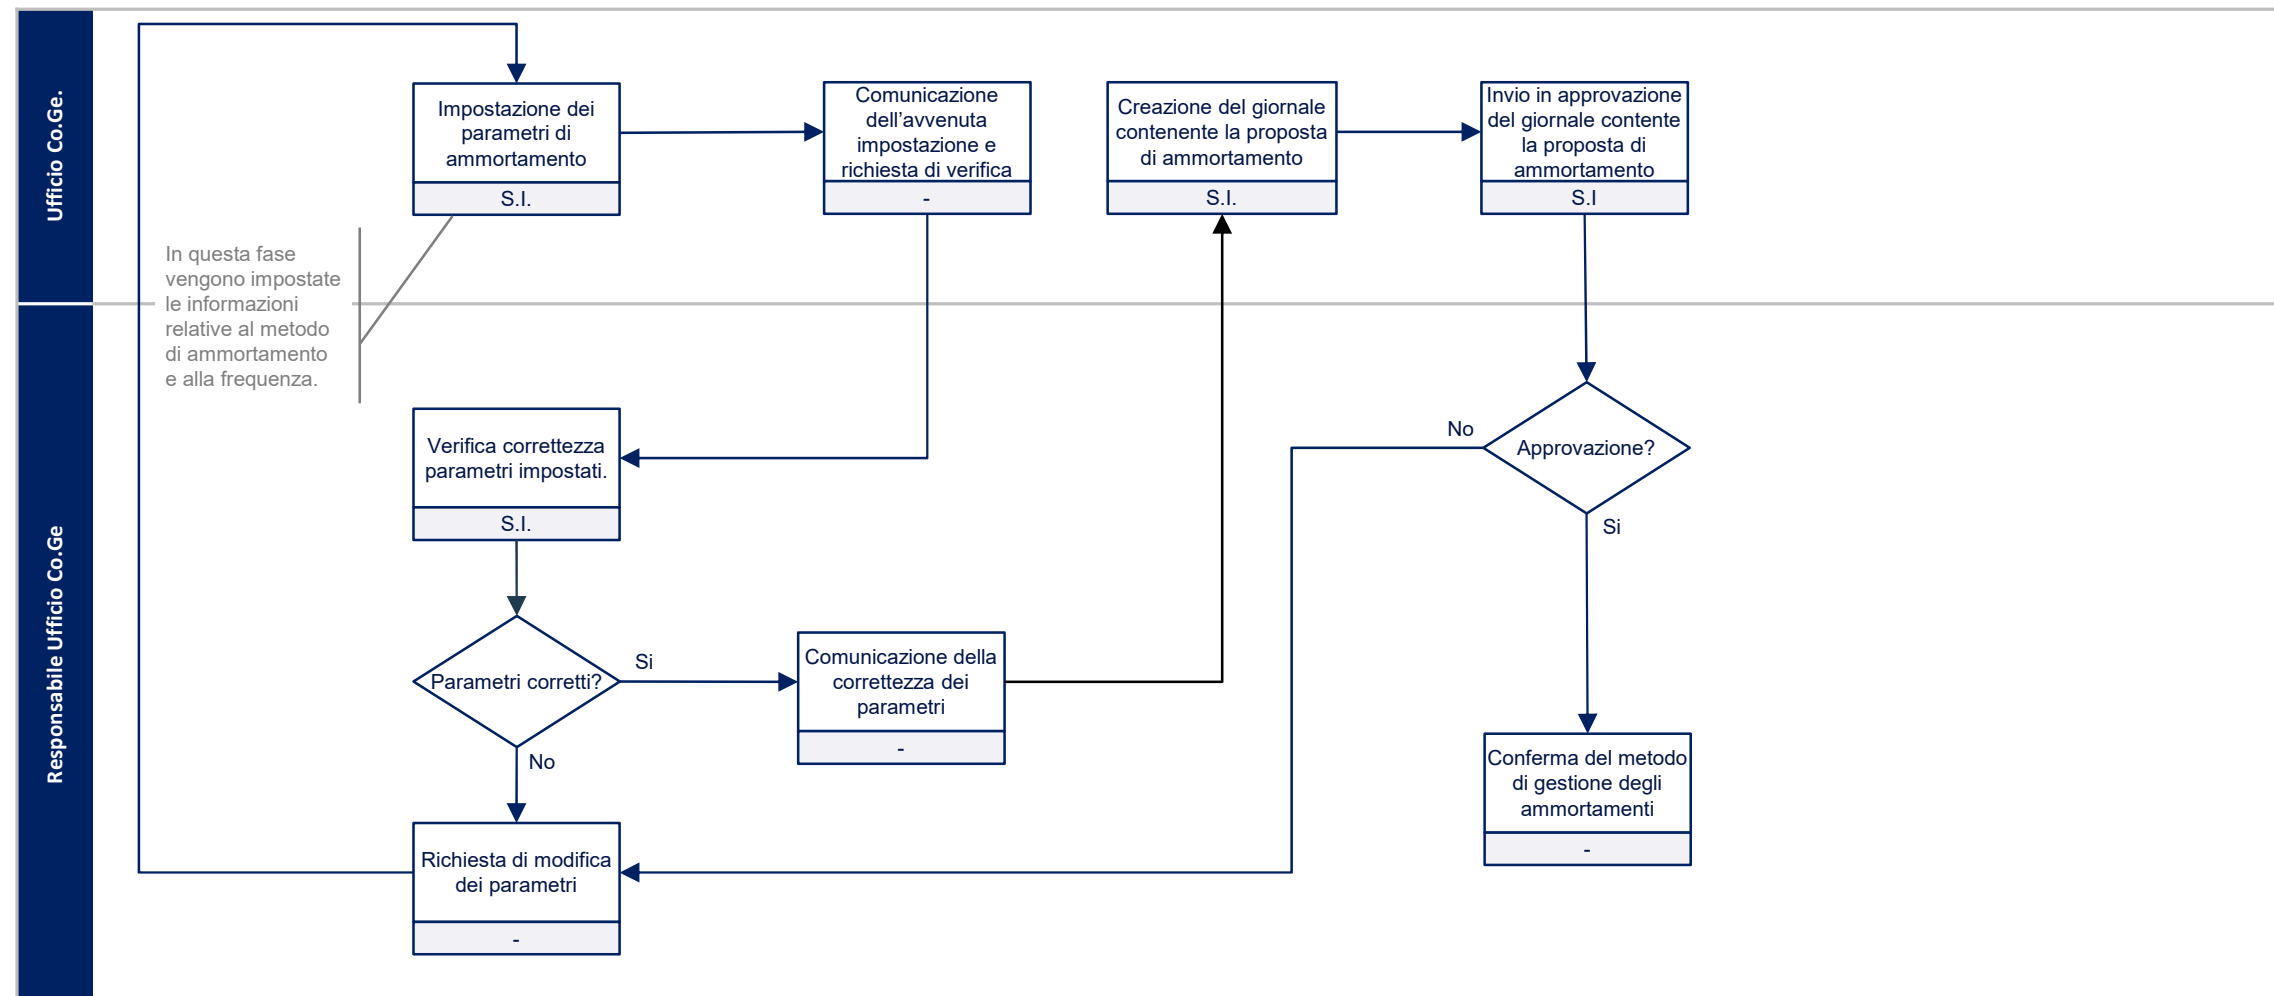 Ufficio Co.Ge.
Impostazione dei
parametri di
ammortamento
S.I.
Comunicazione
dell’avvenuta
impostazione e
richiesta di verifica
-
Creazione del giornale
contenente la proposta
di ammortamento
S.I.
Invio in approvazione
del giornale contente
la proposta di
ammortamento
S.I
In questa fase
vengono impostate
le informazioni
relative al metodo
di ammortamento
e alla frequenza.
Responsabile Ufficio Co.Ge
Verifica correttezza
parametri impostati.
S.I.
Parametri corretti?
Si
No
Comunicazione della
correttezza dei
parametri
-
Richiesta di modifica
dei parametri
-
Approvazione?
No
Si
Conferma del metodo
di gestione degli
ammortamenti
-